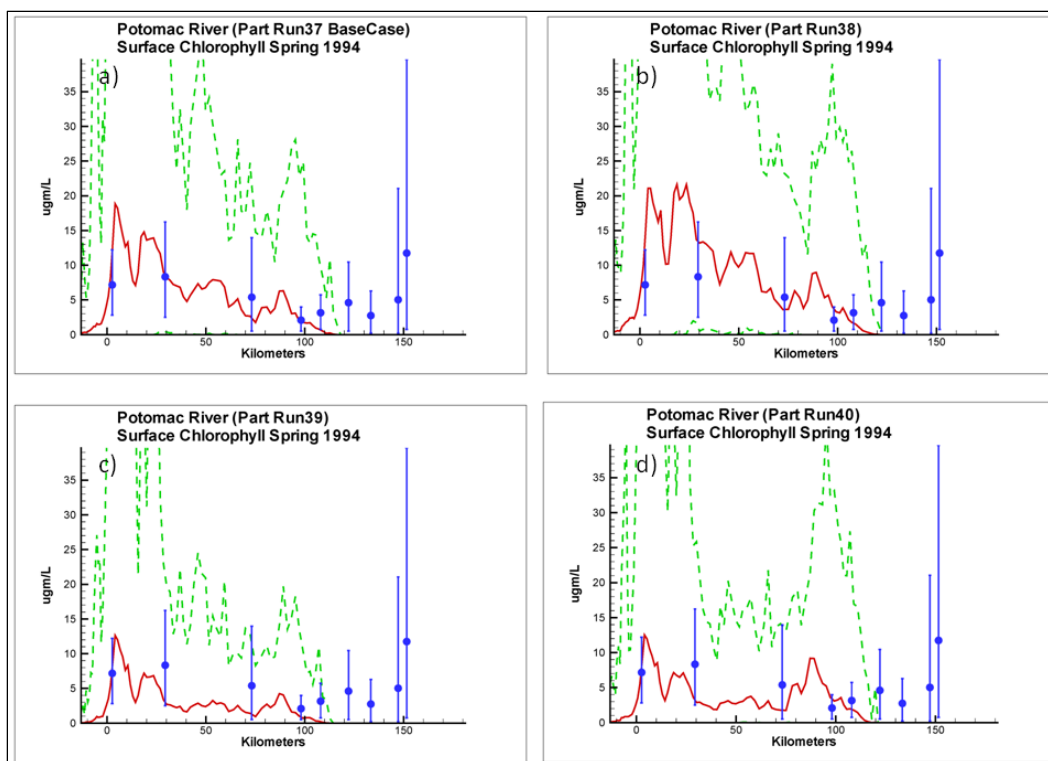 Potomac River (Part Run37 BaseCase)
Surface Chlorophyll Spring 1994
a)
35
30
25
20
15
10
5
0
ugm/L
0 50 100 150
Kilometers
Potomac River (Part Run38)
Surface Chlorophyll Spring 1994
b)
35
30
25
20
15
10
5
0
ugm/L
0 50 100 150
Kilometers
Potomac River (Part Run39)
Surface Chlorophyll Spring 1994
c)
35
30
25
20
15
10
5
0
ugm/L
0 50 100 150
Kilometers
Potomac River (Part Run40)
Surface Chlorophyll Spring 1994
d)
35
30
25
20
15
10
5
0
ugm/L
0 50 100 150
Kilometers